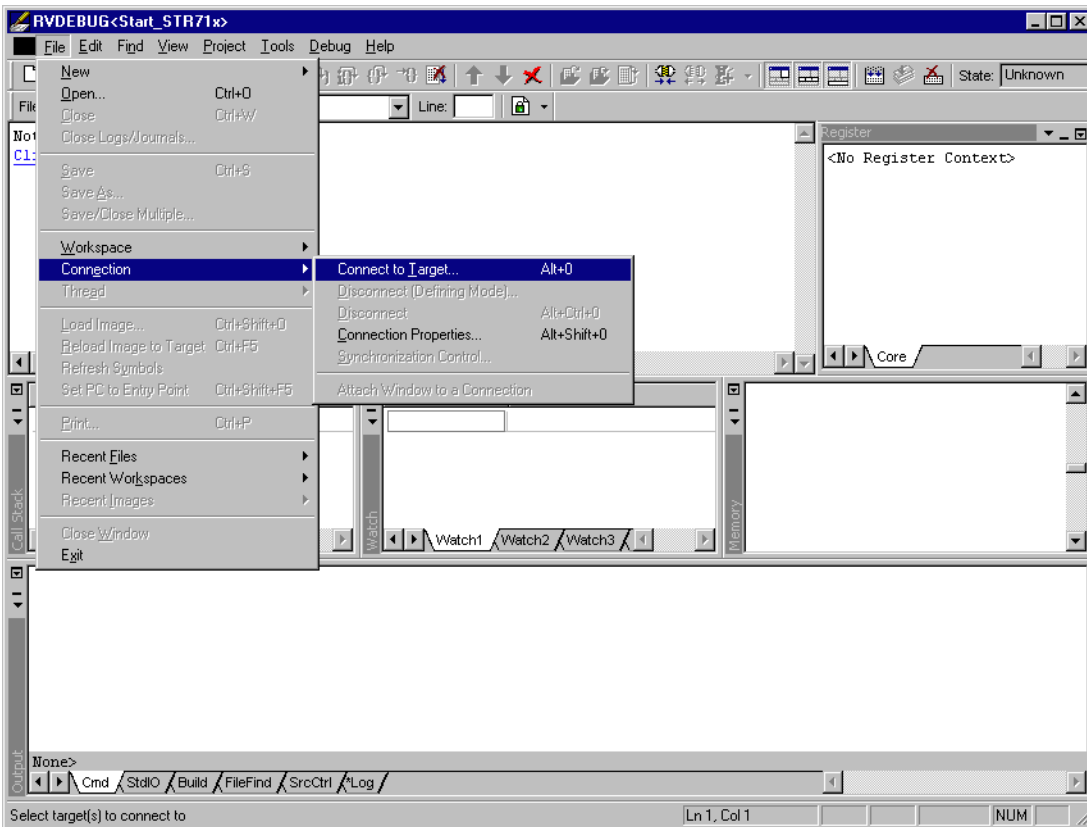 RVDEBUG<Start_STR71x>
File Edit Find View Project Tools Debug Help
State: Unknown
File
Line:
New
Open... Ctrl+O
Close Ctrl+W
Close Logs/Journals...
Save Ctrl+S
Save As...
Save/Close Multiple...
Workspace
Connection
Thread
Load Image... Ctrl+Shift+O
Reload Image to Target Ctrl+F5
Refresh Symbols
Set PC to Entry Point Ctrl+Shift+F5
Print... Ctrl+P
Recent Files
Recent Workspaces
Recent Images
Close Window
Exit
Connect to Target... Alt+0
Disconnect (Defining Mode)...
Disconnect Alt+Ctrl+0
Connection Properties... Alt+Shift+0
Synchronization Control...
Attach Window to a Connection
Register
<No Register Context>
Core
Call Stack
Watch
Watch1 Watch2 Watch3
Memory
Output
None>
Cmd StdIO Build FileFind SrcCtrl *Log
Select target(s) to connect to
Ln 1, Col 1
NUM